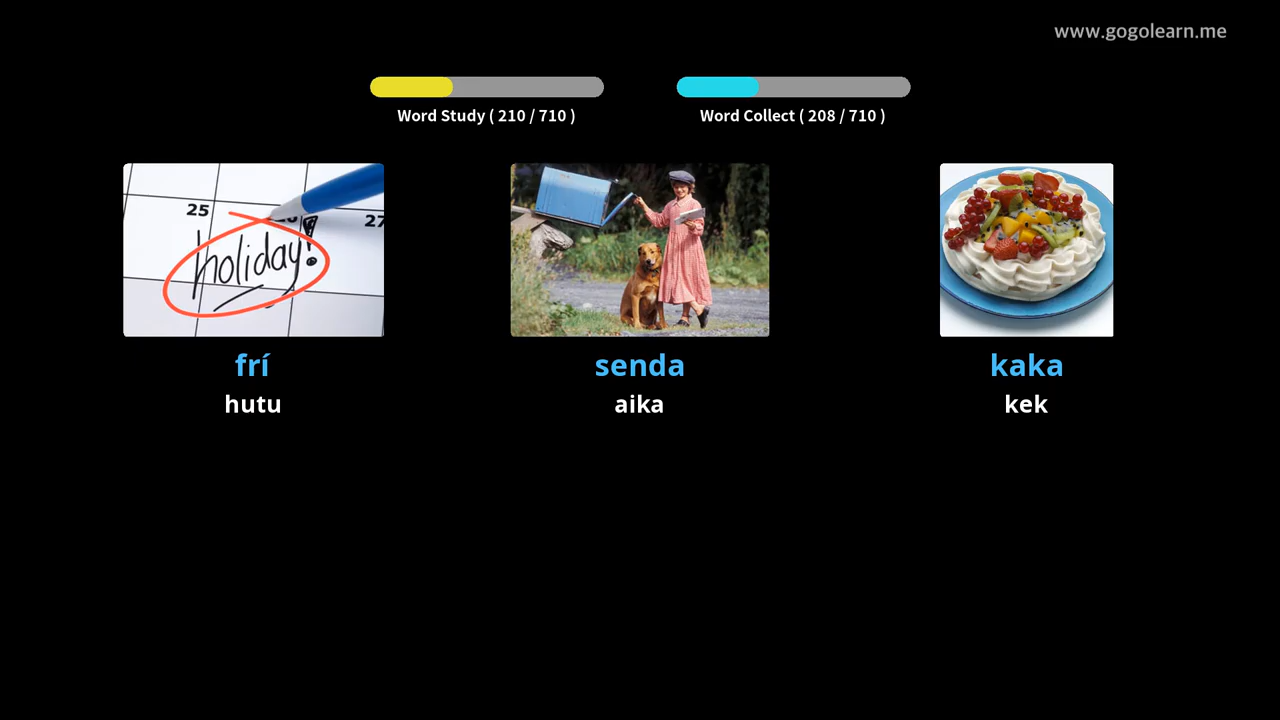 www.gogolearn.me
Word Study ( 210 / 710 )
Word Collect ( 208 / 710 )
25
27
holiday!
frí
senda
kaka
hutu
aika
kek